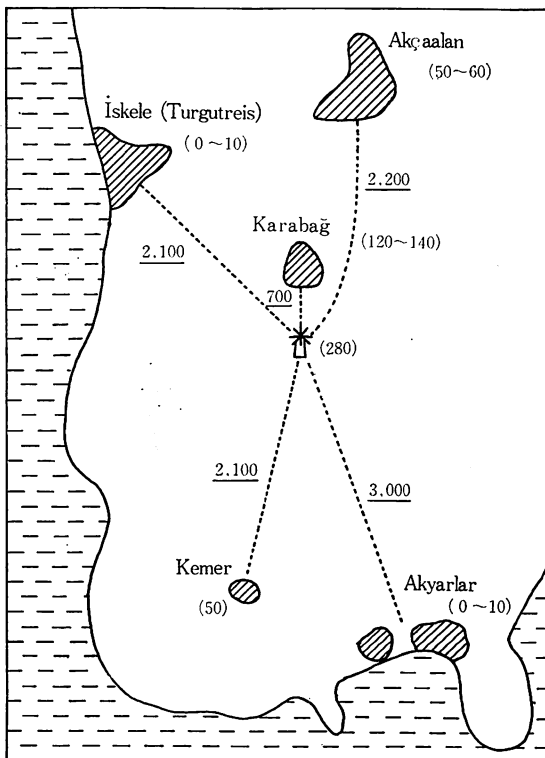 Akçaalan
(50~60)
İskele (Turgutreis)
(0~10)
2.200
Karabağ
(120~140)
2.100
700
(280)
2.100
3.000
Kemer
(50)
Akyarlar
(0~10)